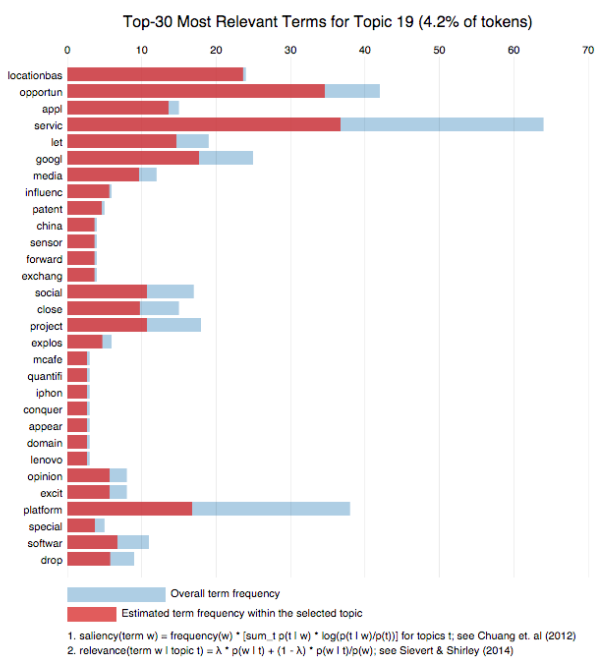 Top-30 Most Relevant Terms for Topic 19 (4.2% of tokens)
0 10 20 30 40 50 60 70
locationbas
opportun
appl
servic
let
googl
media
influenc
patent
china
sensor
forward
exchang
social
close
project
explos
mcafe
quantifi
iphon
conquer
appear
domain
lenovo
opinion
excit
platform
special
softwar
drop
Overall term frequency
Estimated term frequency within the selected topic
1. saliency(term w) = frequency(w) * [sum_t p(t | w) * log(p(t | w)/p(t))] for topics t; see Chuang et. al (2012)
2. relevance(term w | topic t) = λ * p(w | t) + (1 - λ) * p(w | t)/p(w); see Sievert & Shirley (2014)